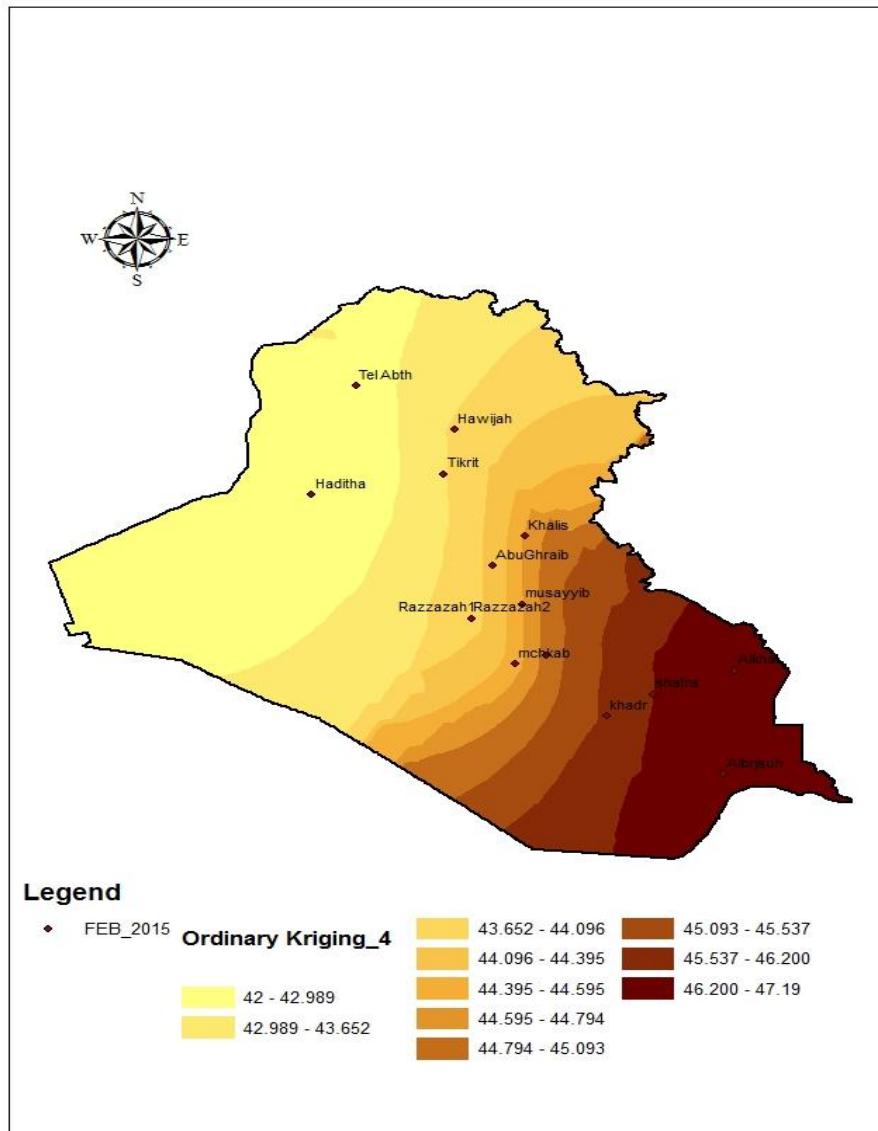 N
W E
S
Tel Abth
Hawijah
Tikrit
Haditha
Khalis
AbuGhraib
musayyib
Razzazah1Razzazah2
mchkab
shatra
khadr
Albrjsuh
Legend
FEB_2015
Ordinary Kriging_4
42 - 42.989
42.989 - 43.652
43.652 - 44.096
44.096 - 44.395
44.395 - 44.595
44.595 - 44.794
44.794 - 45.093
45.093 - 45.537
45.537 - 46.200
46.200 - 47.19